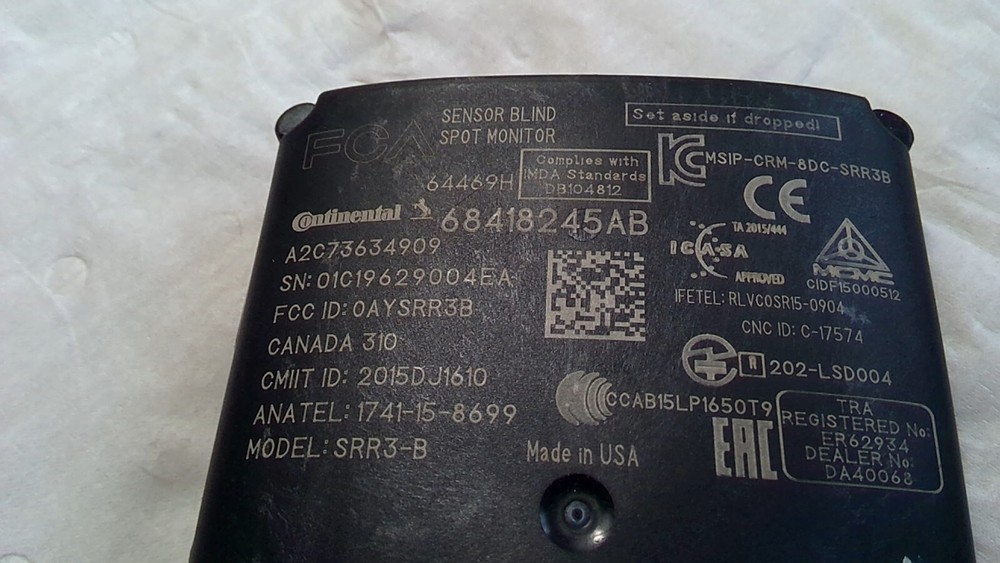 FCA
SENSOR BLIND
SPOT MONITOR
Set aside if dropped!
64469H
Complies with
IMDA Standards
DB104812
KC MSIP-CRM-8DC-SRR3B
CE
Continental
68418245AB
TA 2015/444
ICASA
APPROVED
MCMC
CIDF15000512
A2C73634909
SN: 01C19629004EA
IFETEL: RLVCOSR15-0904
FCC ID: OAYSRR3B
CNC ID: C-17574
CANADA 310
R 202-LSD004
CMIIT ID: 2015DJ1610
CCAB15LP1650T9
ANATEL: 1741-15-8699
MODEL: SRR3-B
Made in USA
EAC
TRA
REGISTERED No:
ER62934
DEALER No:
DA40068